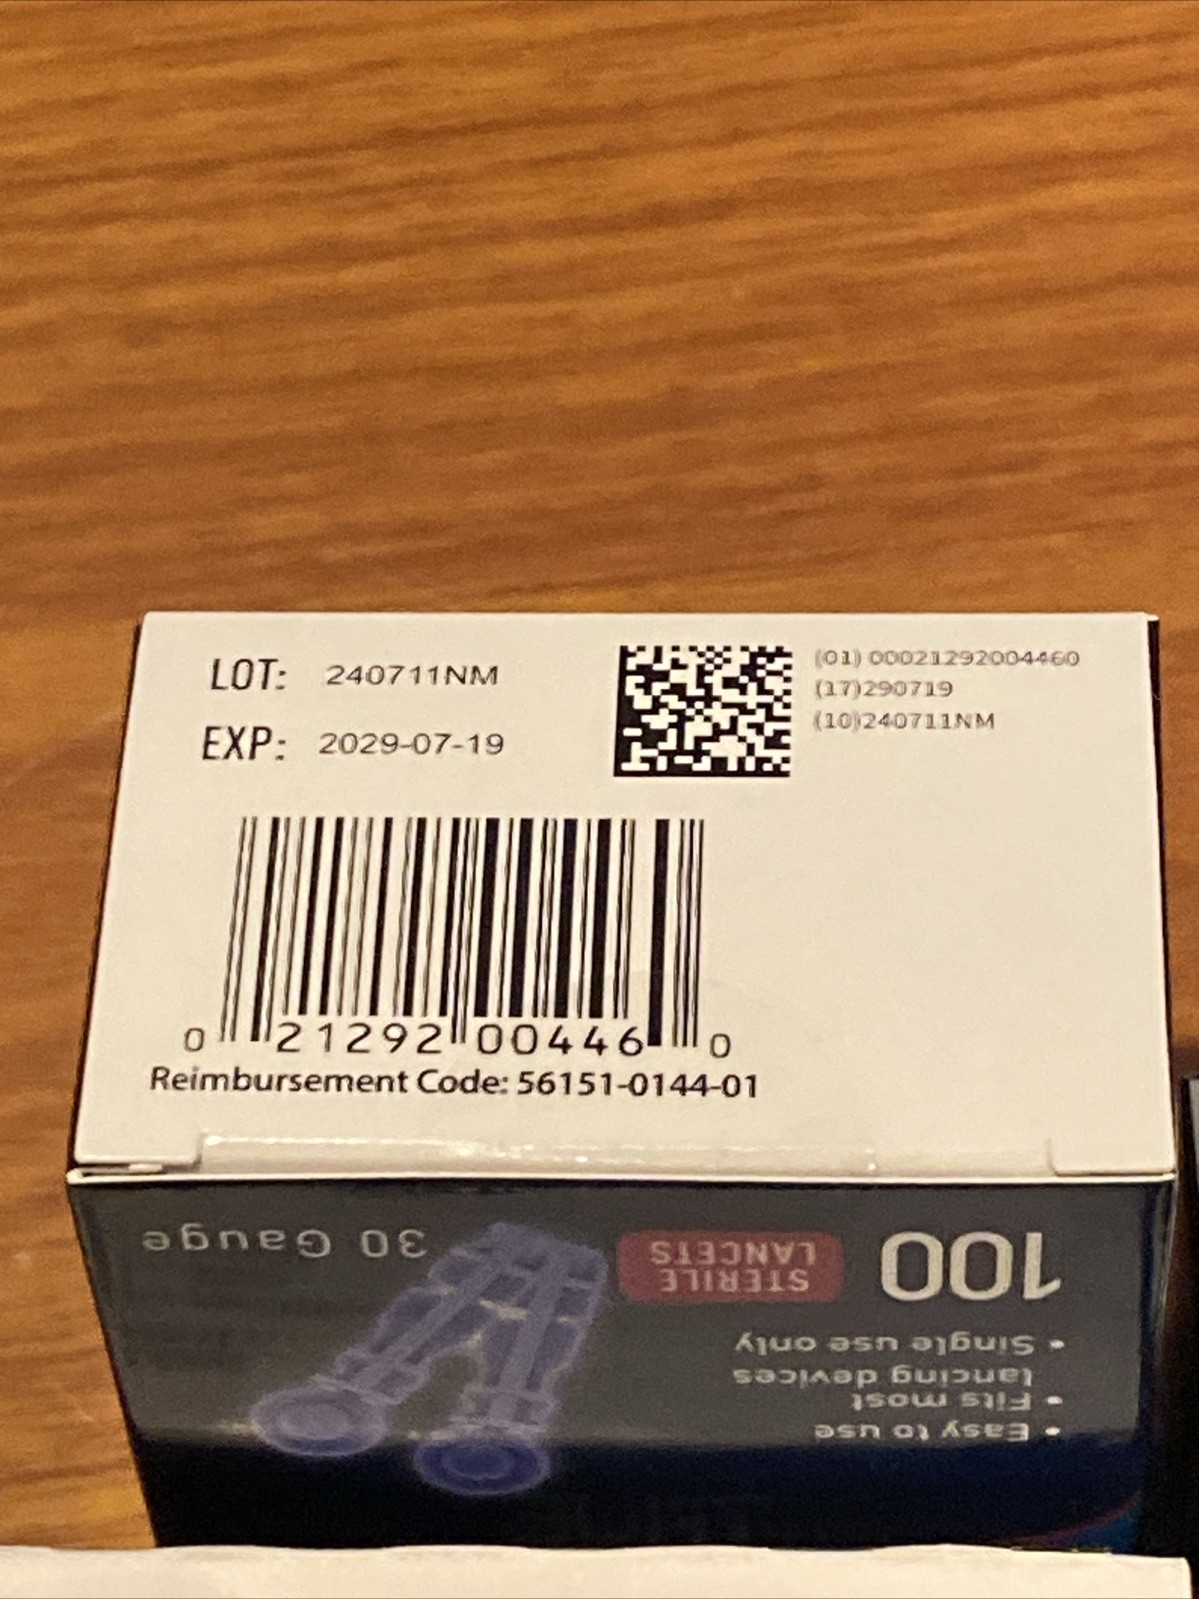 LOT: 240711NM
EXP: 2029-07-19
(01) 00021292004460
(17)290719
(10)240711NM
0 21292 00446 0
Reimbursement Code: 56151-0144-01
100 STERILE
LANCETS
30 Gauge
• Easy to use
• Fits most
lancing devices
• Single use only